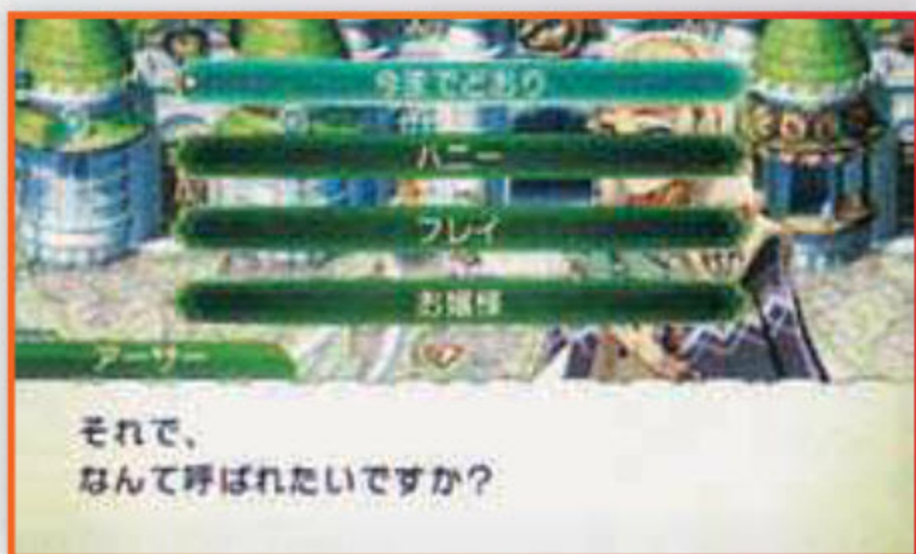 今までどおり
ハニー
フレイ
お嬢様
アーサー
それで、
なんて呼ばれたいですか?